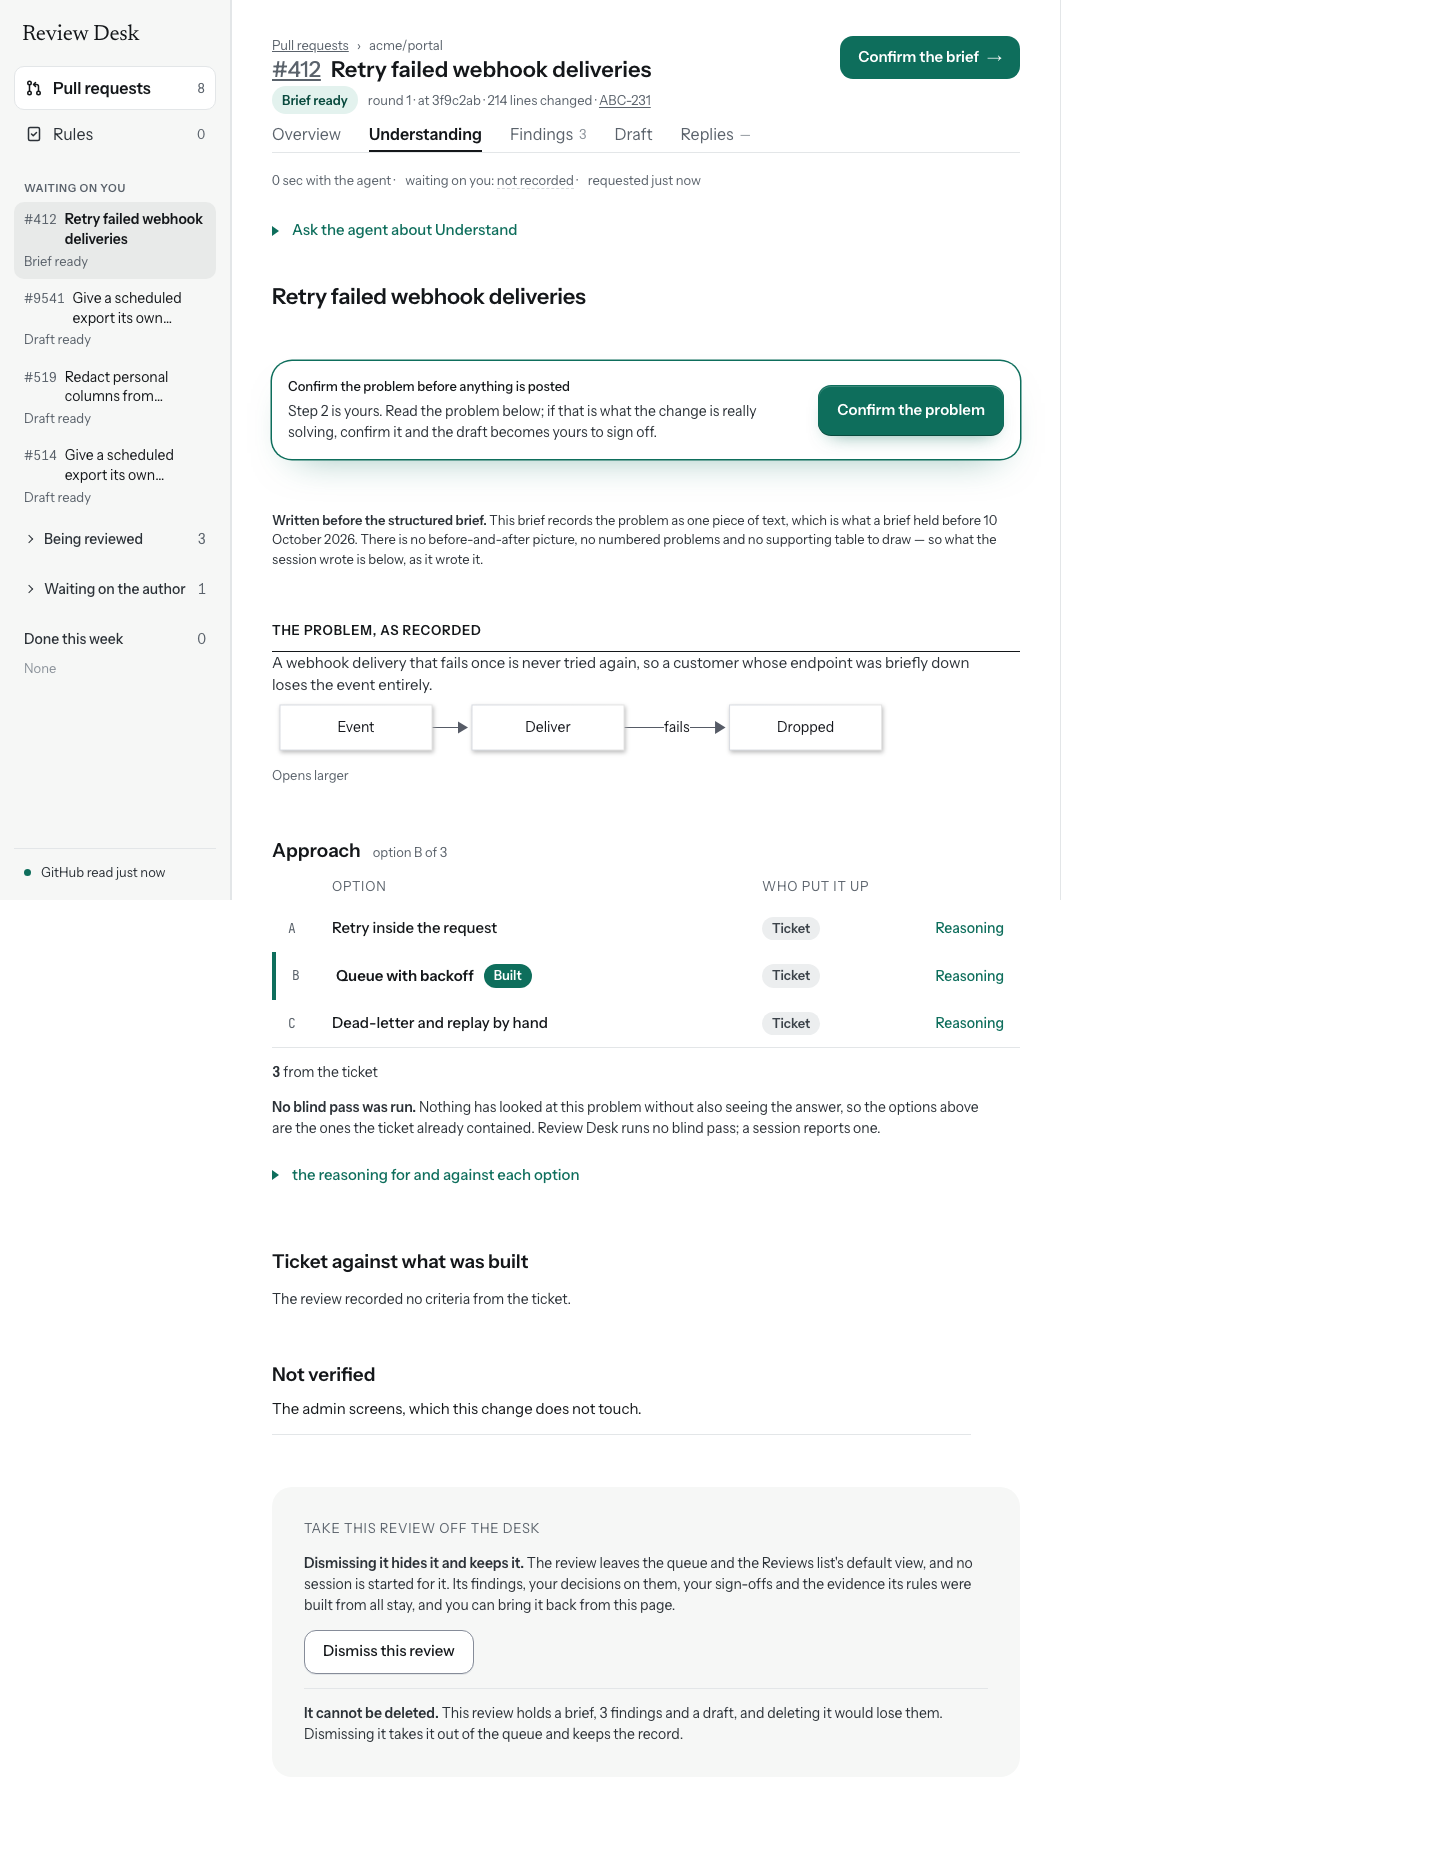 Review Desk
Pull requests 8
Rules 0
WAITING ON YOU
#412 Retry failed webhook
deliveries
Brief ready
#9541 Give a scheduled
export its own…
Draft ready
#519 Redact personal
columns from…
Draft ready
#514 Give a scheduled
export its own…
Draft ready
Being reviewed 3
Waiting on the author 1
Done this week 0
None
GitHub read just now
Pull requests › acme/portal
#412 Retry failed webhook deliveries
Confirm the brief →
Brief ready round 1 · at 3f9c2ab · 214 lines changed · ABC-231
Overview Understanding Findings 3 Draft Replies —
0 sec with the agent · waiting on you: not recorded · requested just now
Ask the agent about Understand
Retry failed webhook deliveries
Confirm the problem before anything is posted
Step 2 is yours. Read the problem below; if that is what the change is really
solving, confirm it and the draft becomes yours to sign off.
Confirm the problem
Written before the structured brief. This brief records the problem as one piece of text, which is what a brief held before 10
October 2026. There is no before-and-after picture, no numbered problems and no supporting table to draw — so what the
session wrote is below, as it wrote it.
THE PROBLEM, AS RECORDED
A webhook delivery that fails once is never tried again, so a customer whose endpoint was briefly down
loses the event entirely.
Event Deliver fails Dropped
Opens larger
Approach option B of 3
OPTION WHO PUT IT UP
A Retry inside the request Ticket Reasoning
B Queue with backoff Built Ticket Reasoning
C Dead-letter and replay by hand Ticket Reasoning
3 from the ticket
No blind pass was run. Nothing has looked at this problem without also seeing the answer, so the options above
are the ones the ticket already contained. Review Desk runs no blind pass; a session reports one.
the reasoning for and against each option
Ticket against what was built
The review recorded no criteria from the ticket.
Not verified
The admin screens, which this change does not touch.
TAKE THIS REVIEW OFF THE DESK
Dismissing it hides it and keeps it. The review leaves the queue and the Reviews list's default view, and no
session is started for it. Its findings, your decisions on them, your sign-offs and the evidence its rules were
built from all stay, and you can bring it back from this page.
Dismiss this review
It cannot be deleted. This review holds a brief, 3 findings and a draft, and deleting it would lose them.
Dismissing it takes it out of the queue and keeps the record.